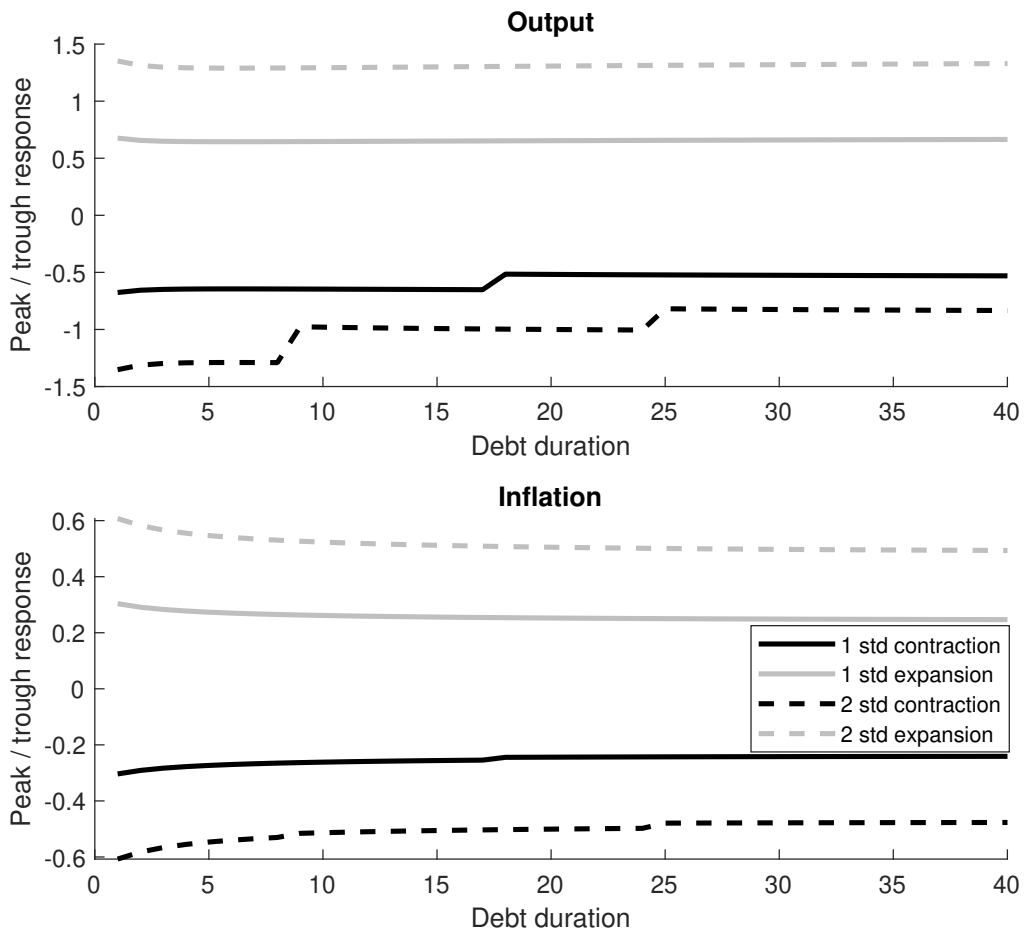 Output
1.5
1
0.5
0
-0.5
-1
-1.5
Peak / trough response
0 5 10 15 20 25 30 35 40
Debt duration
Inflation
0.6
0.4
0.2
0
-0.2
-0.4
-0.6
Peak / trough response
1 std contraction
1 std expansion
2 std contraction
2 std expansion
0 5 10 15 20 25 30 35 40
Debt duration